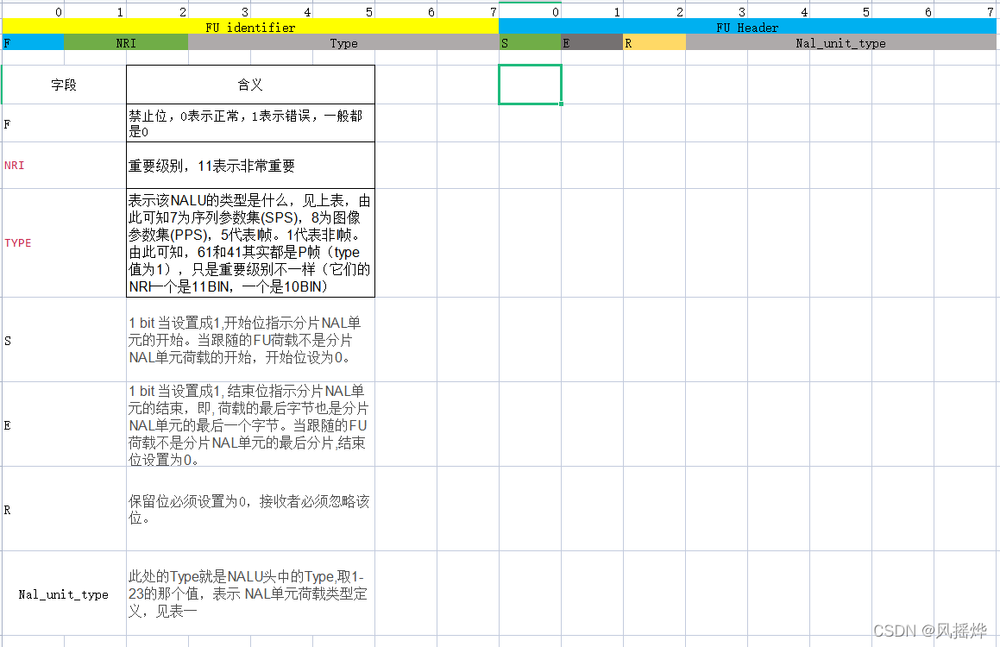 0 1 2 3 4 5 6 7 0 1 2 3 4 5 6 7
FU identifier FU Header
F NRI Type S E R Nal_unit_type
字段 含义
F
禁止位，0表示正常，1表示错误，一般都
是0
NRI 重要级别，11表示非常重要
TYPE
表示该NALU的类型是什么，见上表，由
此可知7为序列参数集(SPS)，8为图像
参数集(PPS)，5代表I帧。1代表非I帧。
由此可知，61和41其实都是P帧（type
值为1），只是重要级别不一样（它们的
NRI一个是11BIN，一个是10BIN）
S
1 bit 当设置成1,开始位指示分片NAL单
元的开始。当跟随的FU荷载不是分片
NAL单元荷载的开始，开始位设为0。
E
1 bit 当设置成1, 结束位指示分片NAL单
元的结束，即, 荷载的最后字节也是分片
NAL单元的最后一个字节。当跟随的FU
荷载不是分片NAL单元的最后分片,结束
位设置为0。
R
保留位必须设置为0，接收者必须忽略该
位。
Nal_unit_type
此处的Type就是NALU头中的Type,取1-
23的那个值，表示 NAL单元荷载类型定
义，见表一
CSDN @风摇烨